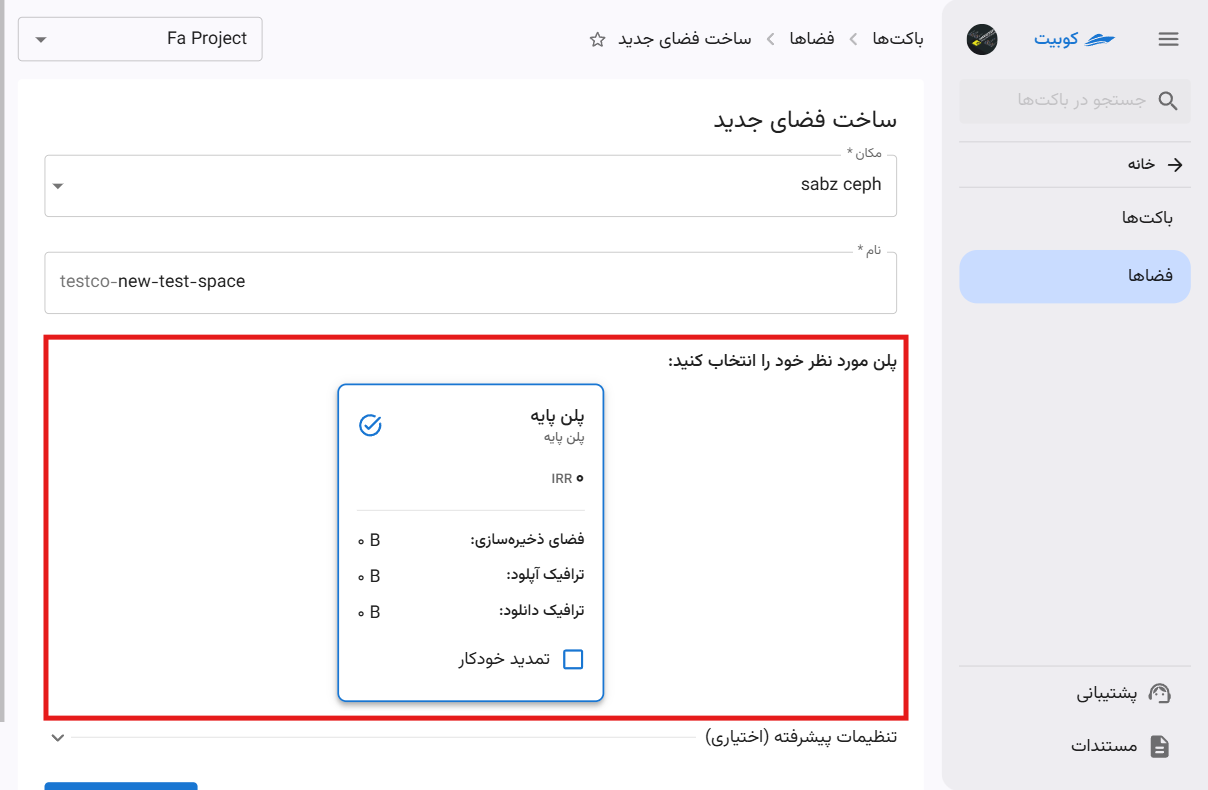 کوبیت
جستجو در باکت‌ها
خانه
باکت‌ها
فضاها
پشتیبانی
مستندات
باکت‌ها > فضاها > ساخت فضای جدید
Fa Project
ساخت فضای جدید
مکان *
sabz ceph
نام *
testco-new-test-space
پلن مورد نظر خود را انتخاب کنید:
پلن پایه
پلن پایه
۰ IRR
فضای ذخیره‌سازی: ۰ B
ترافیک آپلود: ۰ B
ترافیک دانلود: ۰ B
تمدید خودکار
تنظیمات پیشرفته (اختیاری)